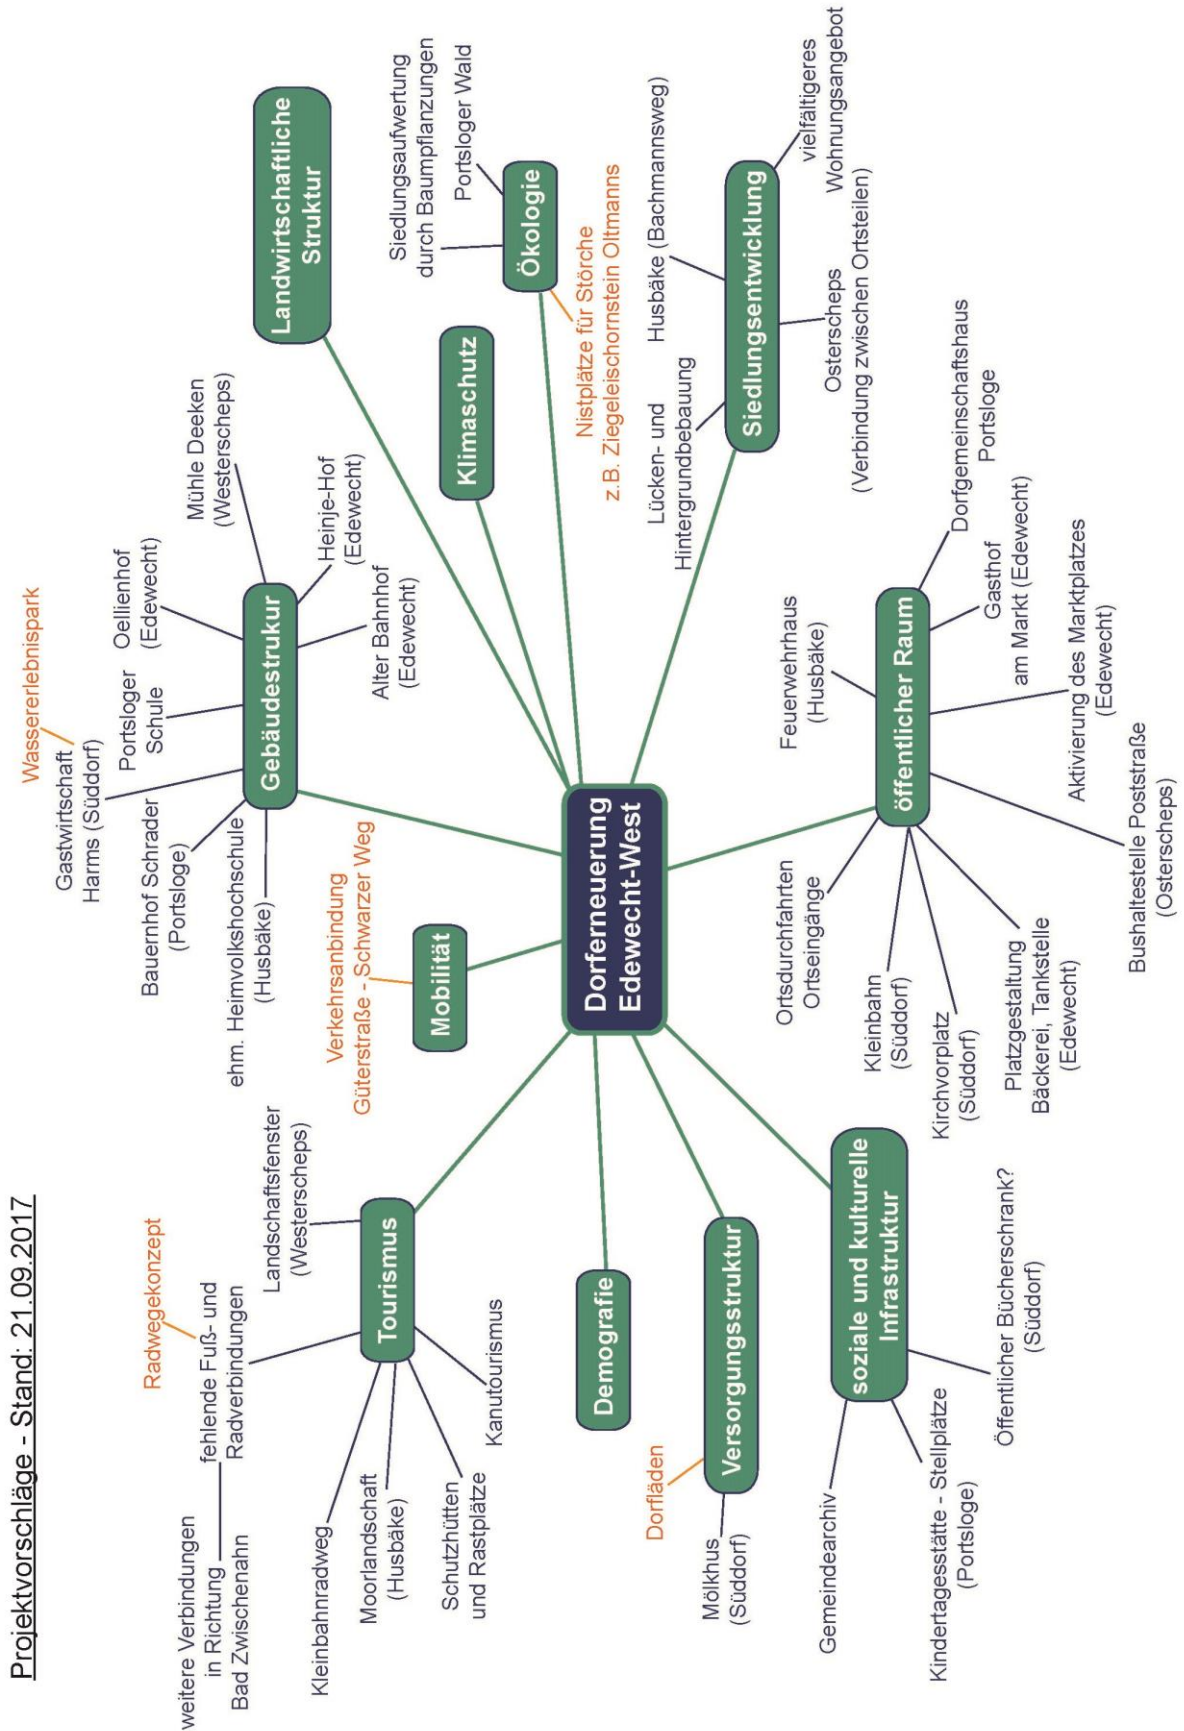 Projektvorschläge - Stand: 21.09.2017
Dorferneuerung
Edewecht-West
Tourismus
Radwegekonzept
fehlende Fuß- und
Radverbindungen
weitere Verbindungen
in Richtung
Bad Zwischenahn
Landschaftsfenster
(Westerscheps)
Kleinbahnradweg
Moorlandschaft
(Husbäke)
Schutzhütten
und Rastplätze
Kanutourismus
Mobilität
Verkehrsanbindung
Güterstraße - Schwarzer Weg
Gebäudestrukur
Wassererlebnispark
Gastwirtschaft
Harms (Süddorf)
Bauernhof Schrader
(Portsloge)
ehm. Heimvolkshochschule
(Husbäke)
Portsloger
Schule
Oellienhof
(Edewecht)
Mühle Deeken
(Westerscheps)
Heinje-Hof
(Edewecht)
Alter Bahnhof
(Edewecht)
Landwirtschaftliche
Struktur
Klimaschutz
Ökologie
Siedlungsaufwertung
durch Baumpflanzungen
Portsloger Wald
Nistplätze für Störche
z.B. Ziegeleischornstein Oltmanns
Siedlungsentwicklung
Lücken- und
Hintergrundbebauung
Husbäke (Bachmannsweg)
Osterscheps
(Verbindung zwischen Ortsteilen)
vielfältigeres
Wohnungsangebot
öffentlicher Raum
Feuerwehrhaus
(Husbäke)
Ortsdurchfahrten
Ortseingänge
Kleinbahn
(Süddorf)
Kirchvorplatz
(Süddorf)
Platzgestaltung
Bäckerei, Tankstelle
(Edewecht)
Bushaltestelle Poststraße
(Osterscheps)
Aktivierung des Marktplatzes
(Edewecht)
Gasthof
am Markt (Edewecht)
Dorfgemeinschaftshaus
Portsloge
Demografie
Versorgungsstruktur
Dorfläden
Mölkhus
(Süddorf)
soziale und kulturelle
Infrastruktur
Gemeindearchiv
Kindertagesstätte - Stellplätze
(Portsloge)
Öffentlicher Bücherschrank?
(Süddorf)